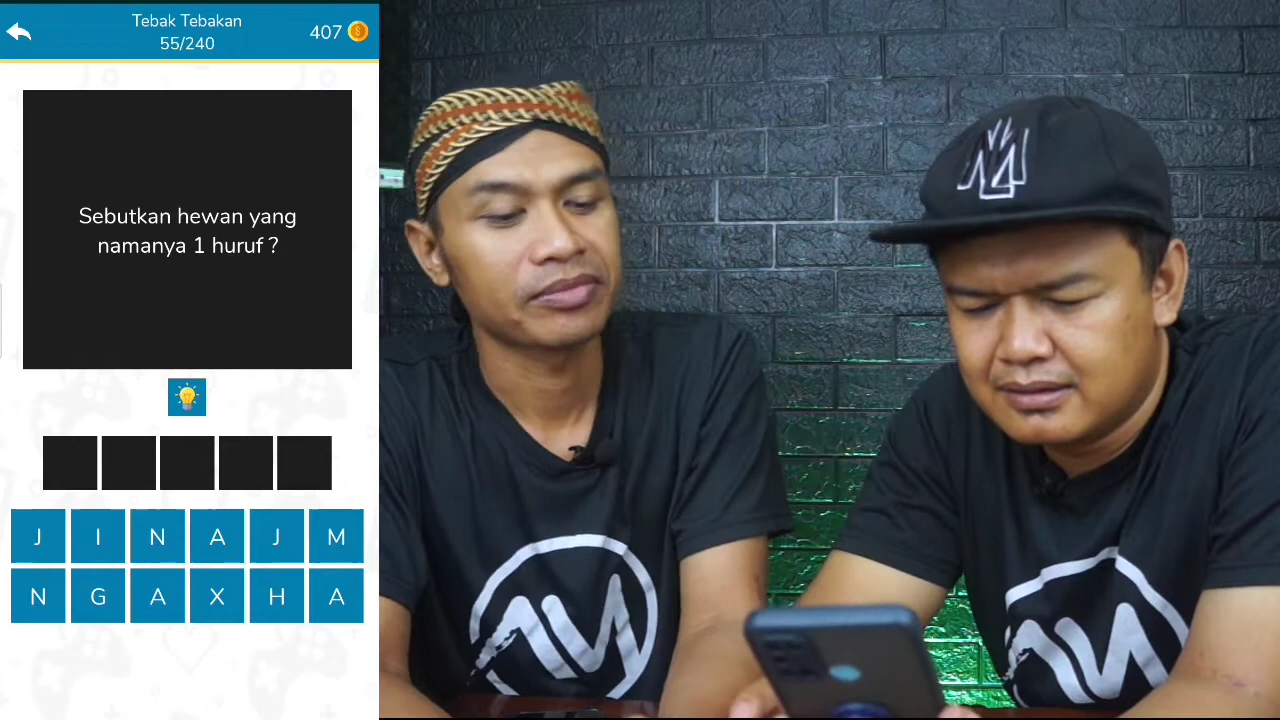 Tebak Tebakan
55/240
407
Sebutkan hewan yang
namanya 1 huruf ?
J I N A J M
N G A X H A